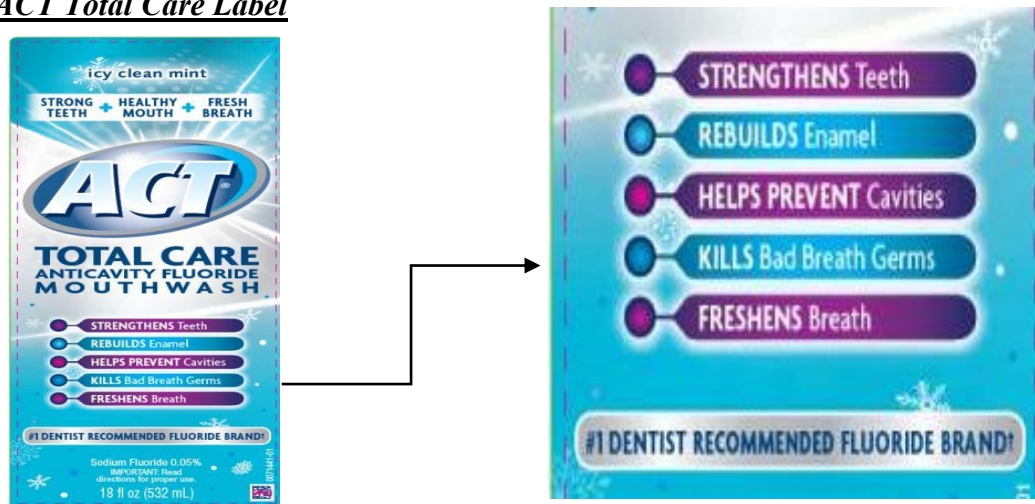 ACT Total Care Label
icy clean mint
STRONG TEETH + HEALTHY MOUTH + FRESH BREATH
ACT®
TOTAL CARE
ANTICAVITY FLUORIDE
MOUTHWASH
STRENGTHENS Teeth
REBUILDS Enamel
HELPS PREVENT Cavities
KILLS Bad Breath Germs
FRESHENS Breath
#1 DENTIST RECOMMENDED FLUORIDE BRAND†
Sodium Fluoride 0.05%
IMPORTANT: Read
directions for proper use.
18 fl oz (532 mL)
0071441-01
STRENGTHENS Teeth
REBUILDS Enamel
HELPS PREVENT Cavities
KILLS Bad Breath Germs
FRESHENS Breath
#1 DENTIST RECOMMENDED FLUORIDE BRAND†